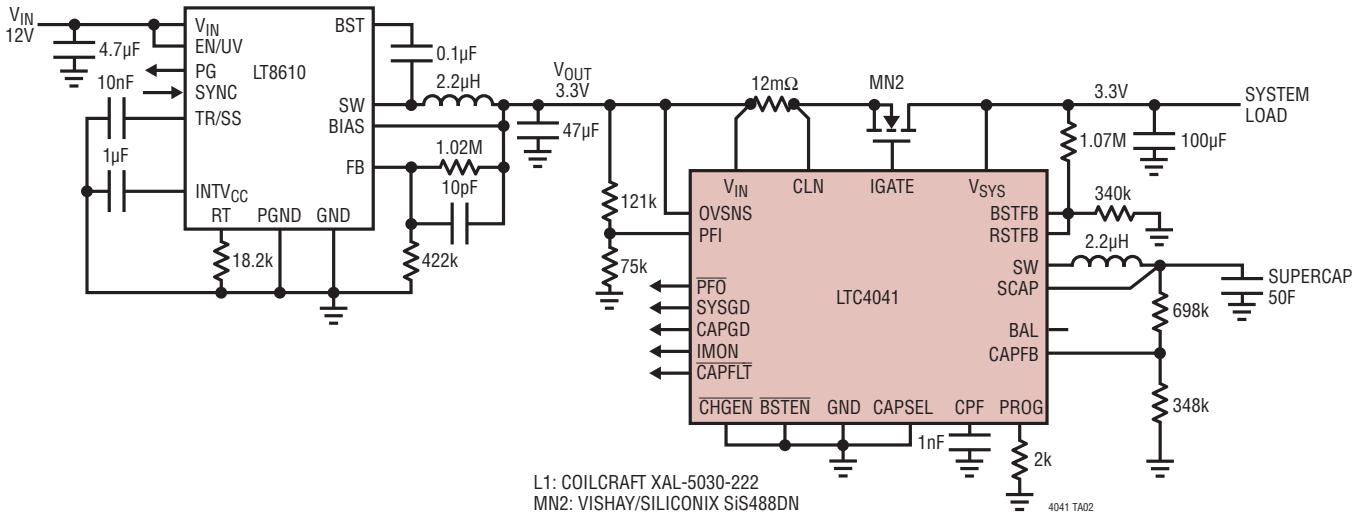 VIN
12V
4.7µF
10nF
1µF
VIN
EN/UV
PG
SYNC
TR/SS
INTVCC
RT
PGND
GND
LT8610
BST
SW
BIAS
FB
18.2k
0.1µF
2.2µH
1.02M
10pF
422k
VOUT
3.3V
47µF
121k
75k
12mΩ
MN2
3.3V
SYSTEM
LOAD
1.07M
100µF
340k
2.2µH
SUPERCAP
50F
698k
348k
VIN
CLN
IGATE
VSYS
OVSNS
PFI
PFO
SYSGD
CAPGD
IMON
CAPFLT
LTC4041
BSTFB
RSTFB
SW
SCAP
BAL
CAPFB
CHGEN
BSTEN
GND
CAPSEL
CPF
PROG
1nF
2k
L1: COILCRAFT XAL-5030-222
MN2: VISHAY/SILICONIX SiS488DN
4041 TA02